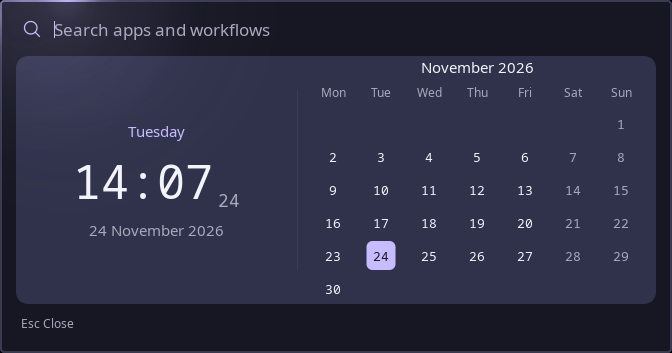 Search apps and workflows
Tuesday
14:07 24
24 November 2026
November 2026
Mon Tue Wed Thu Fri Sat Sun
1
2 3 4 5 6 7 8
9 10 11 12 13 14 15
16 17 18 19 20 21 22
23 24 25 26 27 28 29
30
Esc Close